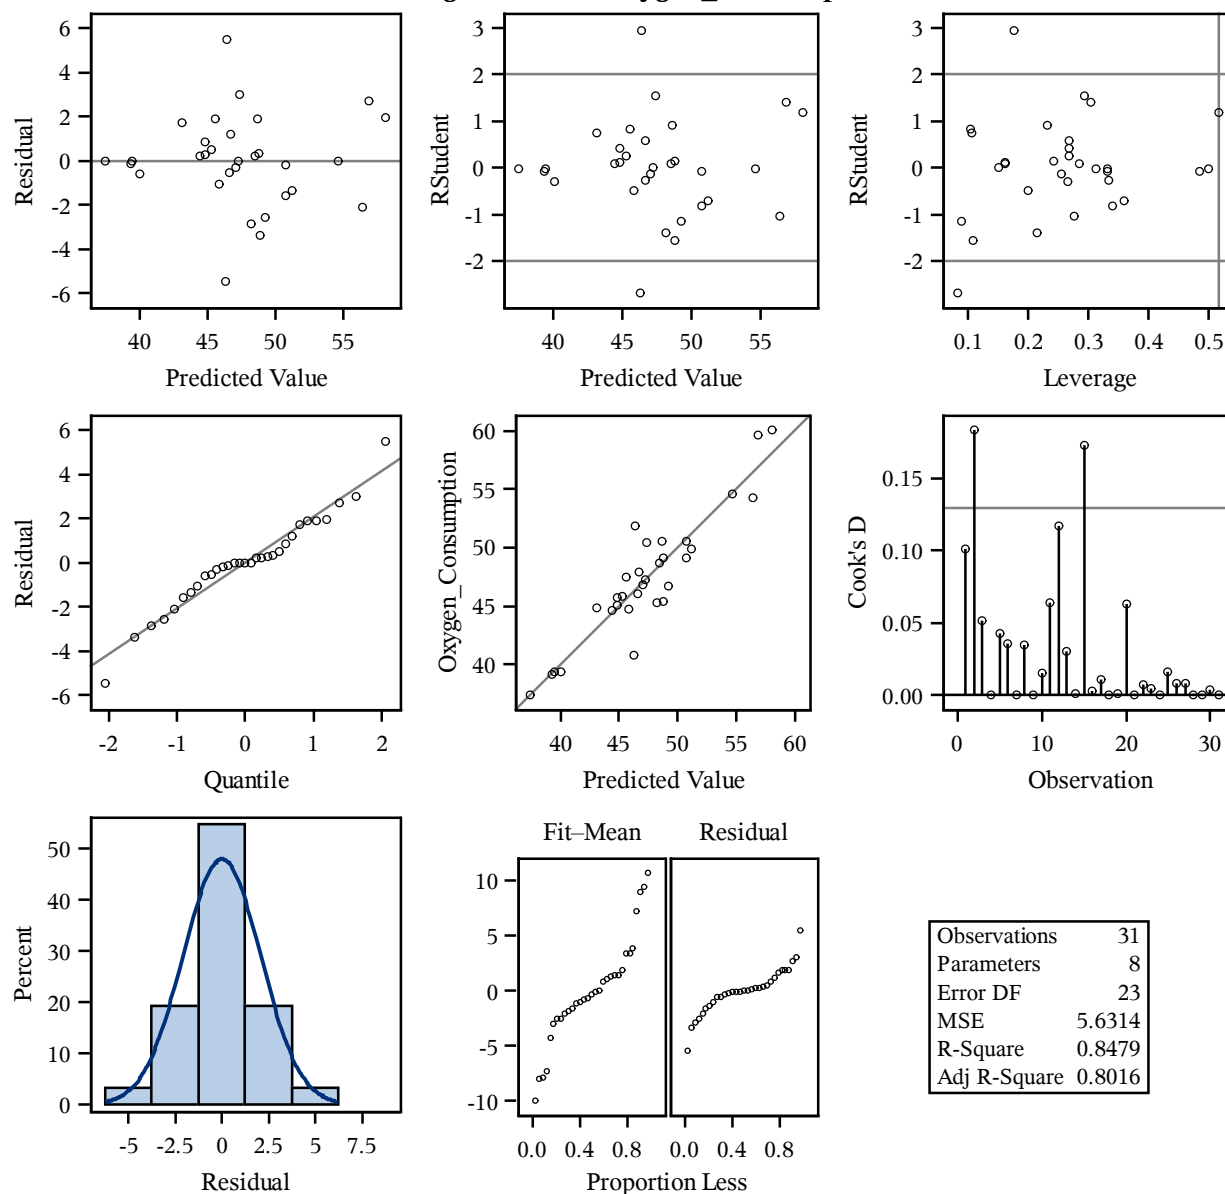 6
4
2
0
-2
-4
-6
Residual
40 45 50 55
Predicted Value
3
2
1
0
-1
-2
RStudent
40 45 50 55
Predicted Value
3
2
1
0
-1
-2
RStudent
0.1 0.2 0.3 0.4 0.5
Leverage
6
4
2
0
-2
-4
-6
Residual
-2 -1 0 1 2
Quantile
60
55
50
45
40
Oxygen_Consumption
40 45 50 55 60
Predicted Value
0.15
0.10
0.05
0.00
Cook's D
0 10 20 30
Observation
50
40
30
20
10
0
Percent
-5 -2.5 0 2.5 5 7.5
Residual
Fit–Mean Residual
10
5
0
-5
-10
0.0 0.4 0.8 0.0 0.4 0.8
Proportion Less
Observations 31
Parameters 8
Error DF 23
MSE 5.6314
R-Square 0.8479
Adj R-Square 0.8016